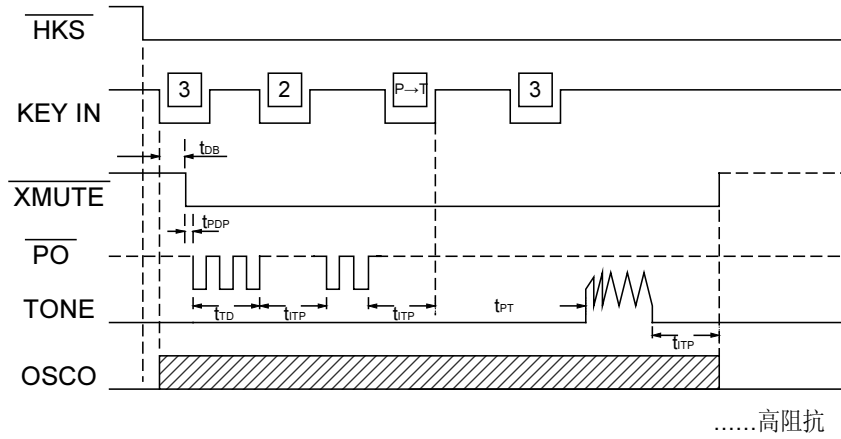 HKS
3 2 P→T 3
KEY IN
tDB
XMUTE
tPDP
PO
tTD tITP tITP tPT
TONE
tITP
OSCO
……高阻抗